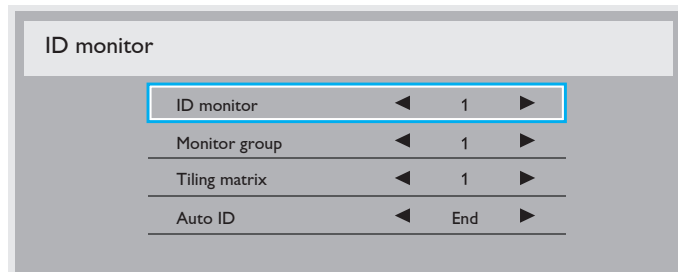 ID monitor
ID monitor ◀ 1 ▶
Monitor group ◀ 1 ▶
Tiling matrix ◀ 1 ▶
Auto ID ◀ End ▶